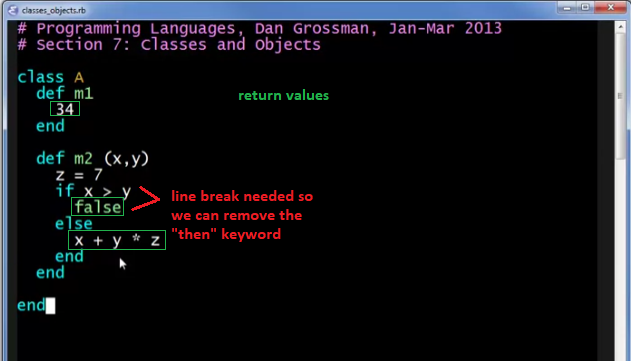 classes_objects.rb
# Programming Languages, Dan Grossman, Jan-Mar 2013
# Section 7: Classes and Objects
class A
  def m1
    34
  end
return values
  def m2 (x,y)
    z = 7
    if x > y
      false
    else
      x + y * z
    end
  end
end
line break needed so
we can remove the
"then" keyword